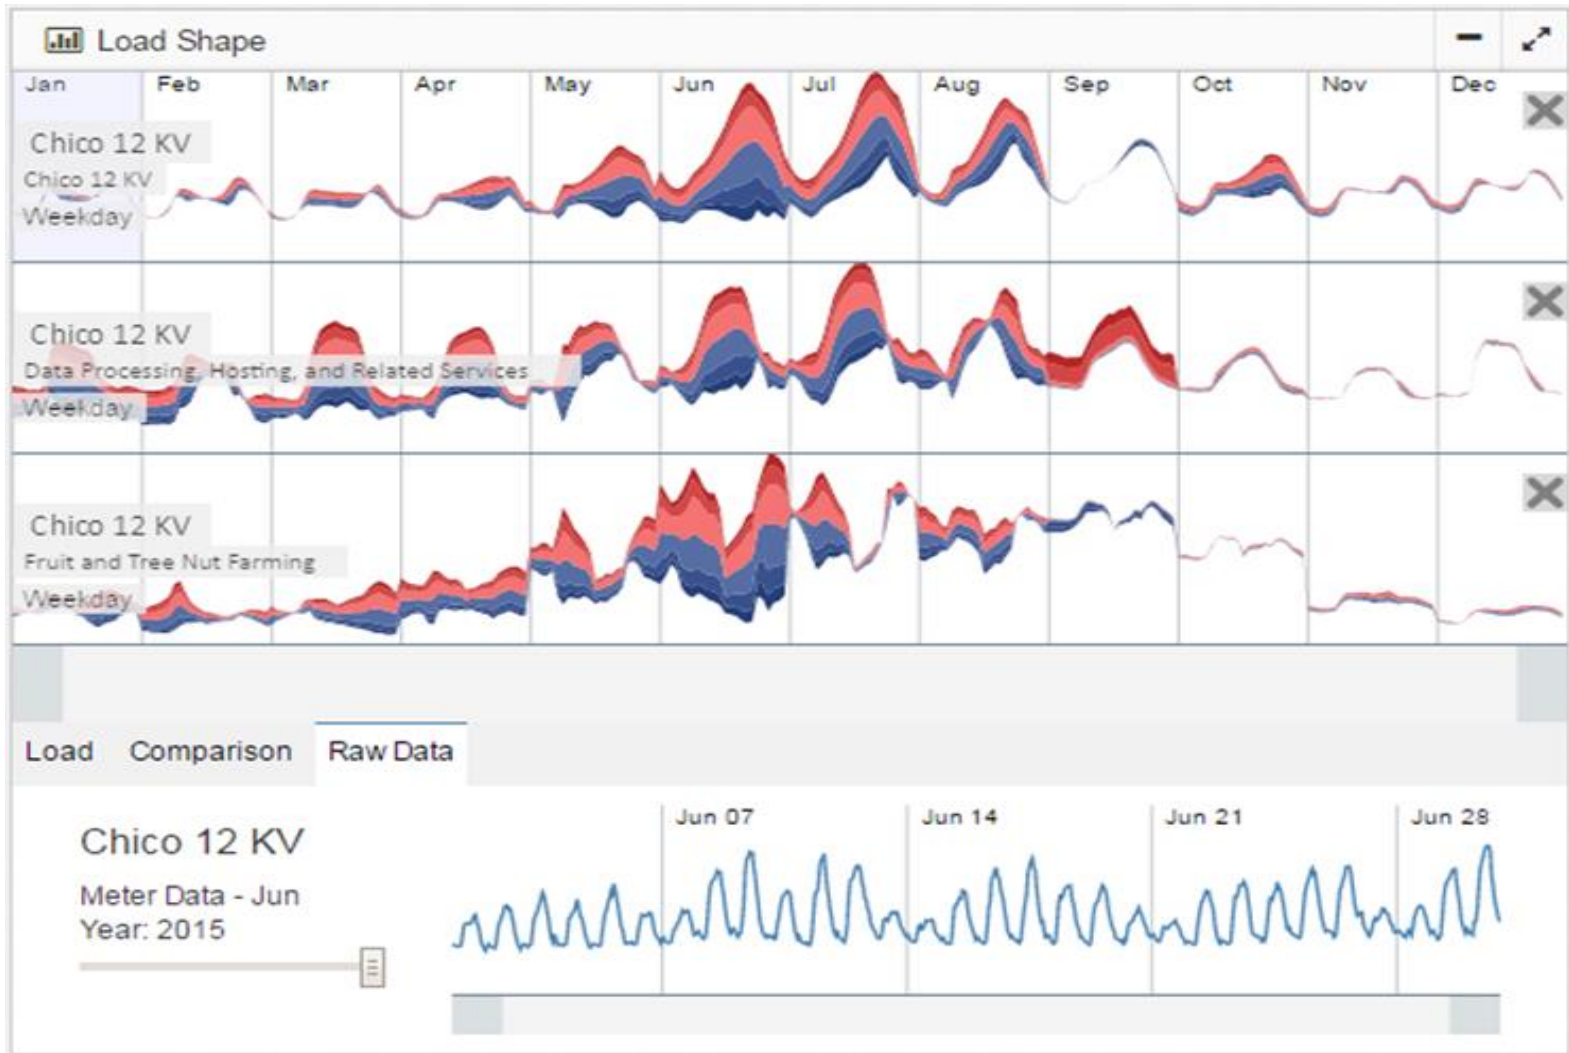 Load Shape
Jan Feb Mar Apr May Jun Jul Aug Sep Oct Nov Dec
Chico 12 KV
Chico 12 KV
Weekday
Chico 12 KV
Data Processing, Hosting, and Related Services
Weekday
Chico 12 KV
Fruit and Tree Nut Farming
Weekday
Load Comparison Raw Data
Jun 07 Jun 14 Jun 21 Jun 28
Chico 12 KV
Meter Data - Jun
Year: 2015